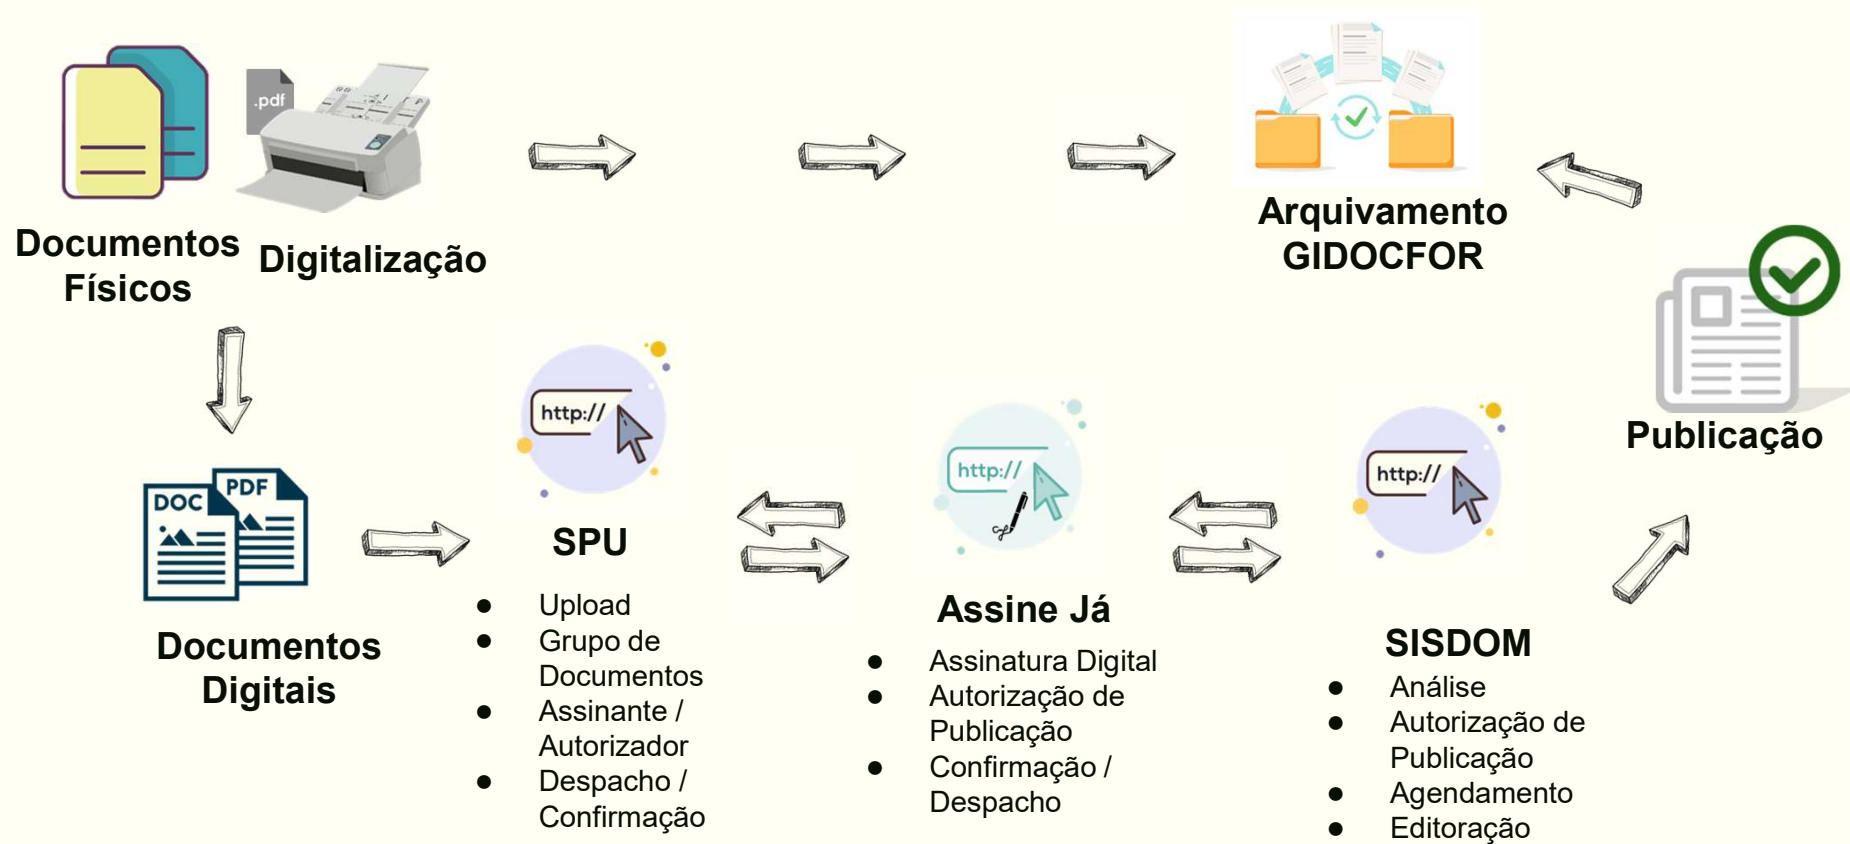 .pdf
Documentos
Físicos
Digitalização
Arquivamento
GIDOCFOR
DOC
PDF
Documentos
Digitais
http://
SPU
● Upload
● Grupo de
Documentos
● Assinante /
Autorizador
● Despacho /
Confirmação
http://
Assine Já
● Assinatura Digital
● Autorização de
Publicação
● Confirmação /
Despacho
http://
SISDOM
● Análise
● Autorização de
Publicação
● Agendamento
● Editoração
Publicação